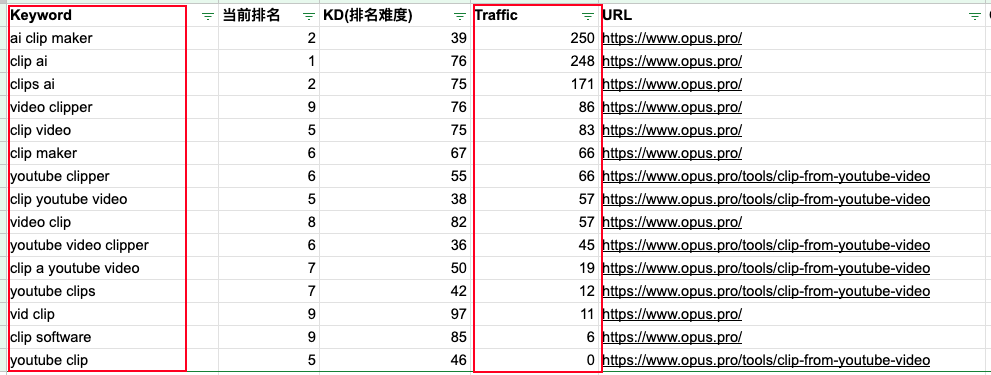 Keyword 当前排名 KD(排名难度) Traffic URL
ai clip maker 2 39 250 https://www.opus.pro/
clip ai 1 76 248 https://www.opus.pro/
clips ai 2 75 171 https://www.opus.pro/
video clipper 9 76 86 https://www.opus.pro/
clip video 5 75 83 https://www.opus.pro/
clip maker 6 67 66 https://www.opus.pro/
youtube clipper 6 55 66 https://www.opus.pro/tools/clip-from-youtube-video
clip youtube video 5 38 57 https://www.opus.pro/tools/clip-from-youtube-video
video clip 8 82 57 https://www.opus.pro/
youtube video clipper 6 36 45 https://www.opus.pro/tools/clip-from-youtube-video
clip a youtube video 7 50 19 https://www.opus.pro/tools/clip-from-youtube-video
youtube clips 7 42 12 https://www.opus.pro/tools/clip-from-youtube-video
vid clip 9 97 11 https://www.opus.pro/
clip software 9 85 6 https://www.opus.pro/
youtube clip 5 46 0 https://www.opus.pro/tools/clip-from-youtube-video